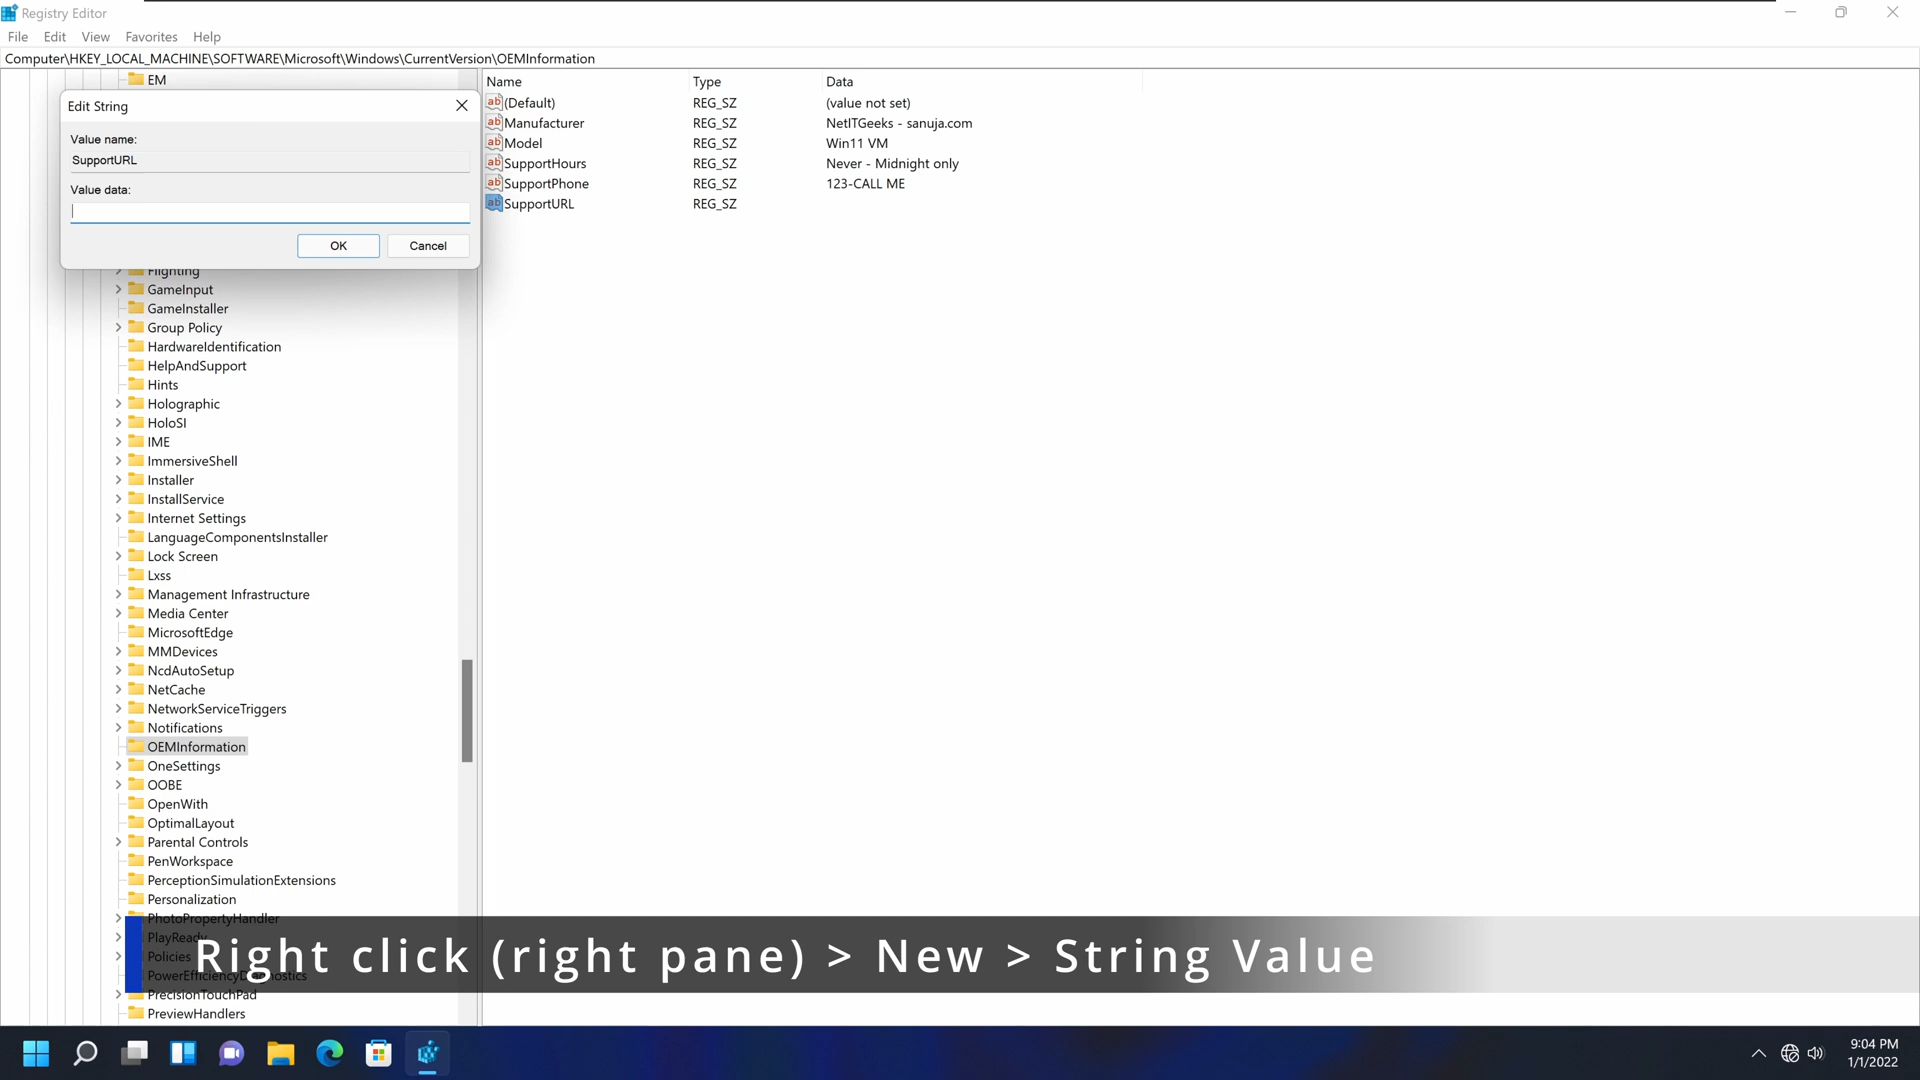 Registry Editor
File Edit View Favorites Help
Computer\HKEY_LOCAL_MACHINE\SOFTWARE\Microsoft\Windows\CurrentVersion\OEMInformation
EM
Edit String
Value name:
SupportURL
Value data:
OK Cancel
Name Type Data
(Default) REG_SZ (value not set)
Manufacturer REG_SZ NetITGeeks - sanuja.com
Model REG_SZ Win11 VM
SupportHours REG_SZ Never - Midnight only
SupportPhone REG_SZ 123-CALL ME
SupportURL REG_SZ
Flighting
GameInput
GameInstaller
Group Policy
HardwareIdentification
HelpAndSupport
Hints
Holographic
HoloSI
IME
ImmersiveShell
Installer
InstallService
Internet Settings
LanguageComponentsInstaller
Lock Screen
Lxss
Management Infrastructure
Media Center
MicrosoftEdge
MMDevices
NcdAutoSetup
NetCache
NetworkServiceTriggers
Notifications
OEMInformation
OneSettings
OOBE
OpenWith
OptimalLayout
Parental Controls
PenWorkspace
PerceptionSimulationExtensions
Personalization
PhotoPropertyHandler
PlayReady
Policies
PowerEfficiencyDiagnostics
PrecisionTouchPad
PreviewHandlers
Right click (right pane) > New > String Value
9:04 PM
1/1/2022